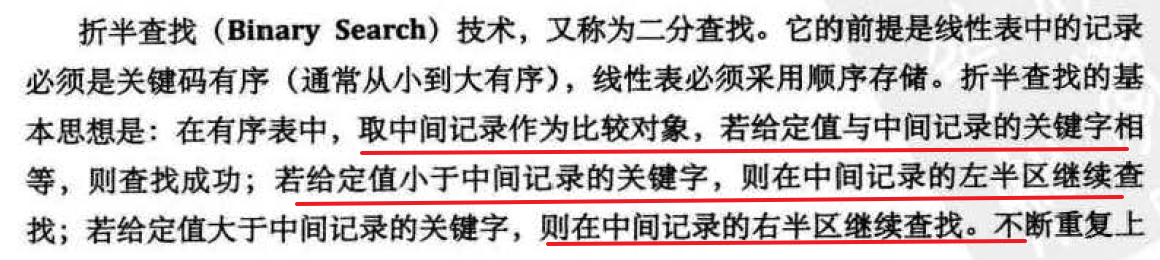 折半查找（Binary Search）技术，又称为二分查找。它的前提是线性表中的记录
必须是关键码有序（通常从小到大有序），线性表必须采用顺序存储。折半查找的基
本思想是：在有序表中，取中间记录作为比较对象，若给定值与中间记录的关键字相
等，则查找成功；若给定值小于中间记录的关键字，则在中间记录的左半区继续查
找；若给定值大于中间记录的关键字，则在中间记录的右半区继续查找。不断重复上